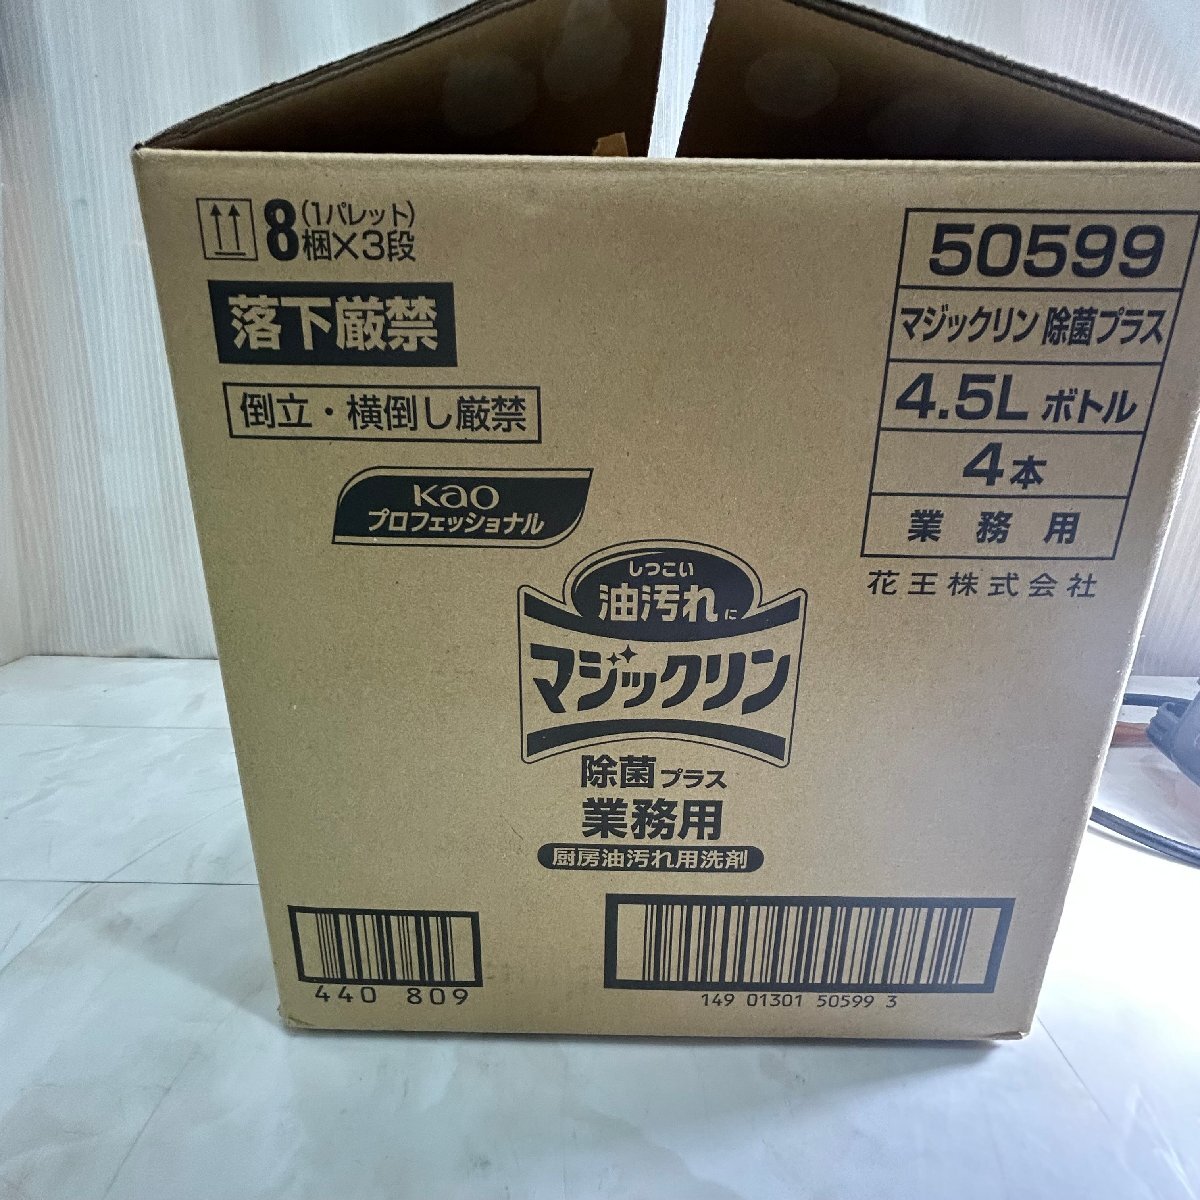 8 (1パレット)
梱×3段
落下厳禁
倒立・横倒し厳禁
50599
マジックリン 除菌プラス
4.5L ボトル
4本
業務用
花王株式会社
Kao
プロフェッショナル
しつこい
油汚れに
マジックリン
除菌プラス
業務用
厨房油汚れ用洗剤
440 809
149 01301 50599 3